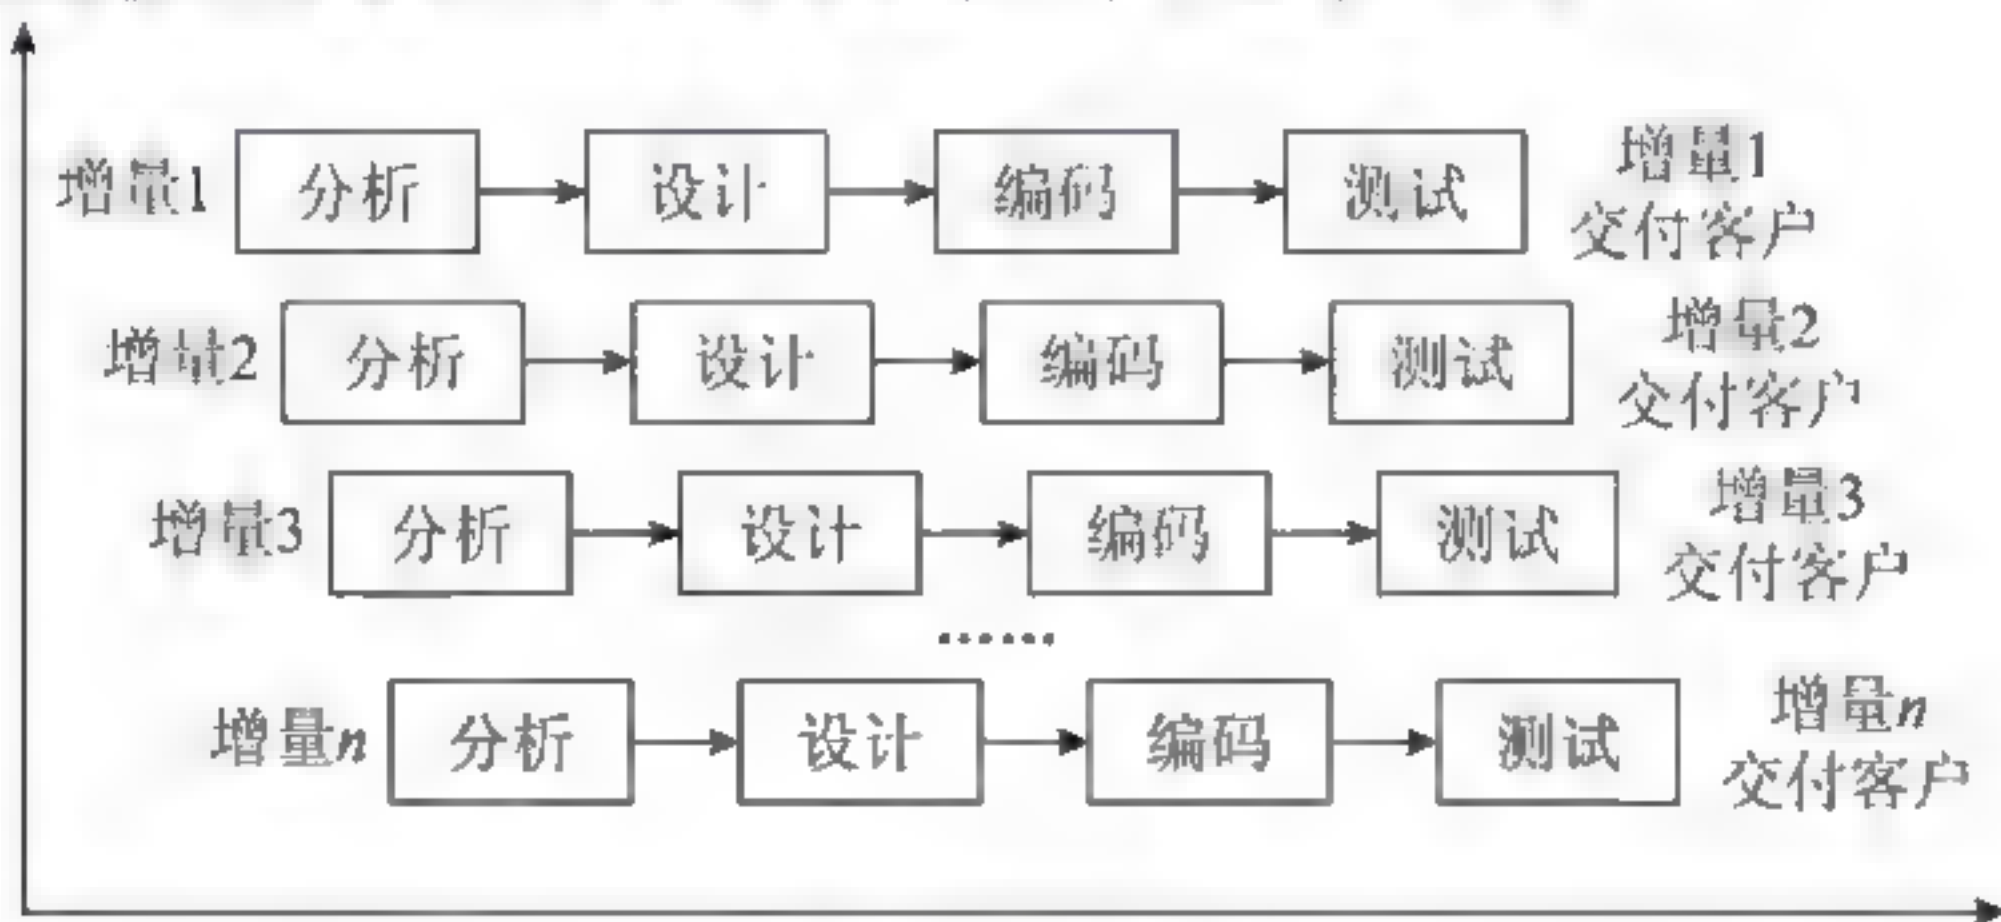 增量1 分析 设计 编码 测试 增量1
交付客户
增量2 分析 设计 编码 测试 增量2
交付客户
增量3 分析 设计 编码 测试 增量3
交付客户
……
增量n 分析 设计 编码 测试 增量n
交付客户